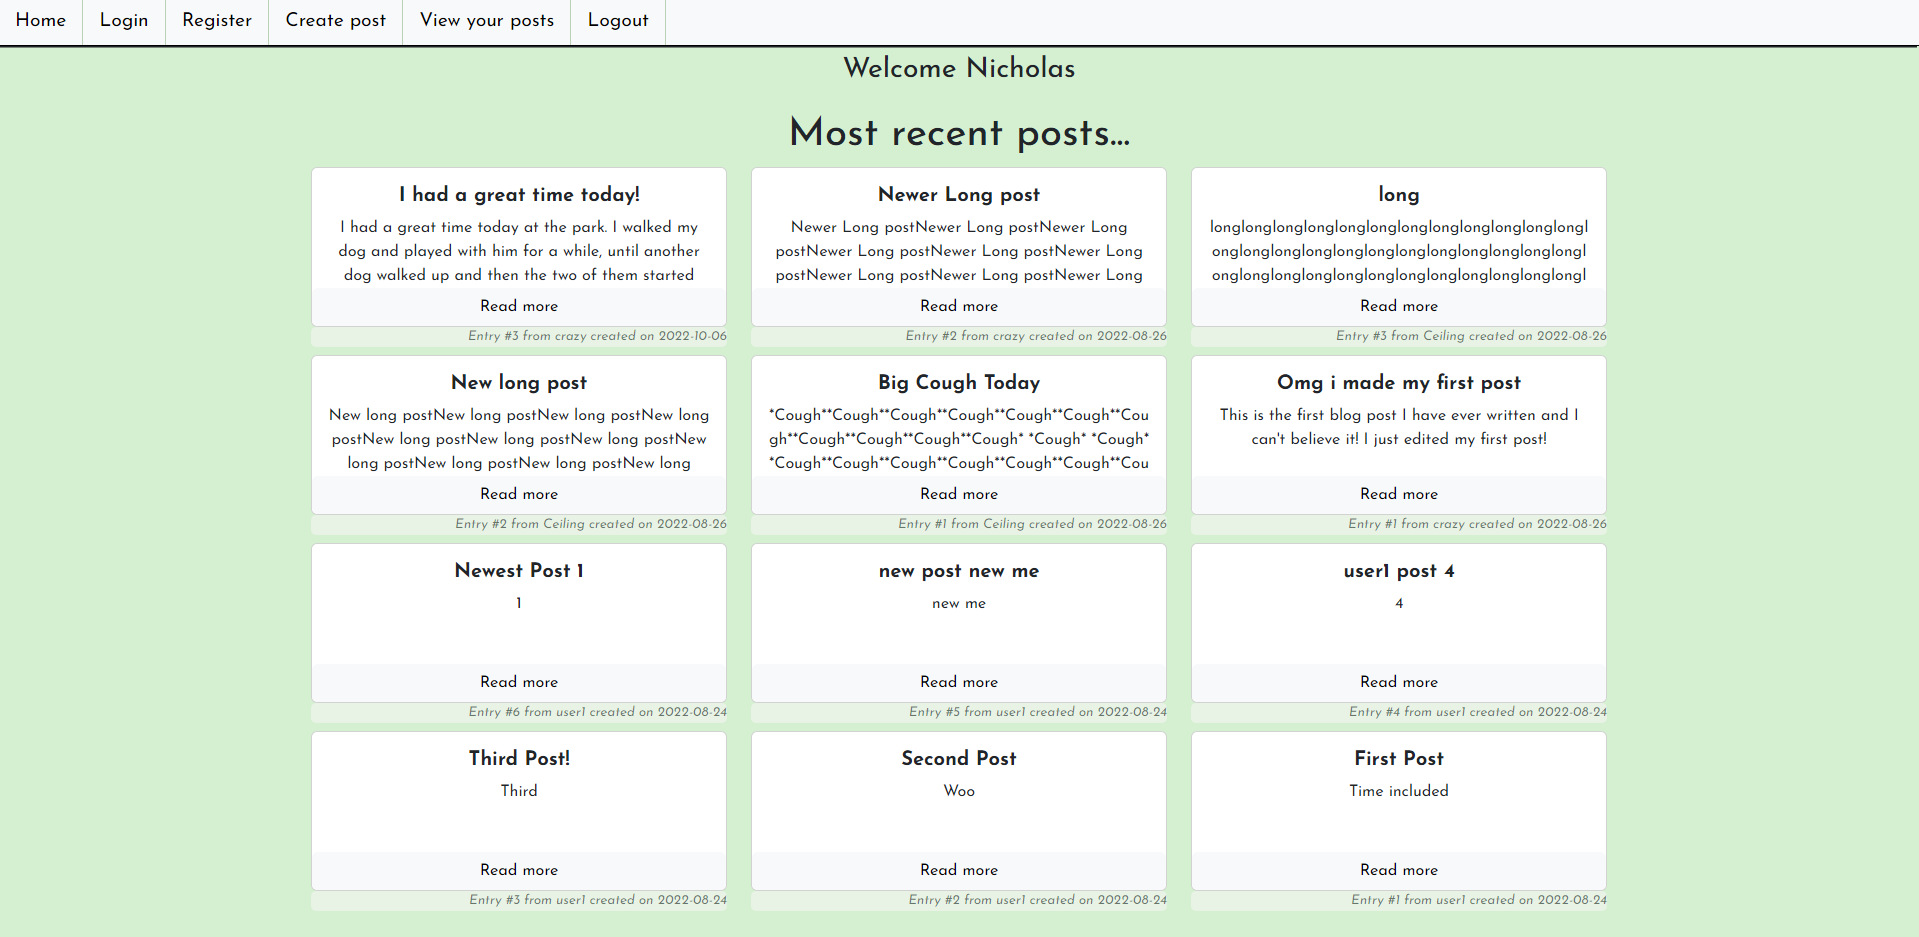 Home Login Register Create post View your posts Logout
Welcome Nicholas
Most recent posts...
I had a great time today!
I had a great time today at the park. I walked my
dog and played with him for a while, until another
dog walked up and then the two of them started
Read more
Entry #3 from crazy created on 2022-10-06
Newer Long post
Newer Long postNewer Long postNewer Long
postNewer Long postNewer Long postNewer Long
postNewer Long postNewer Long postNewer Long
Read more
Entry #2 from crazy created on 2022-08-26
long
longlonglonglonglonglonglonglonglonglonglonglongl
onglonglonglonglonglonglonglonglonglonglonglongl
onglonglonglonglonglonglonglonglonglonglonglongl
Read more
Entry #3 from Ceiling created on 2022-08-26
New long post
New long postNew long postNew long postNew long
postNew long postNew long postNew long postNew
long postNew long postNew long postNew long
Read more
Entry #2 from Ceiling created on 2022-08-26
Big Cough Today
*Cough**Cough**Cough**Cough**Cough**Cough**Cou
gh**Cough**Cough**Cough**Cough* *Cough* *Cough*
*Cough**Cough**Cough**Cough**Cough**Cough**Cou
Read more
Entry #1 from Ceiling created on 2022-08-26
Omg i made my first post
This is the first blog post I have ever written and I
can't believe it! I just edited my first post!
Read more
Entry #1 from crazy created on 2022-08-26
Newest Post 1
1
Read more
Entry #6 from user1 created on 2022-08-24
new post new me
new me
Read more
Entry #5 from user1 created on 2022-08-24
user1 post 4
4
Read more
Entry #4 from user1 created on 2022-08-24
Third Post!
Third
Read more
Entry #3 from user1 created on 2022-08-24
Second Post
Woo
Read more
Entry #2 from user1 created on 2022-08-24
First Post
Time included
Read more
Entry #1 from user1 created on 2022-08-24